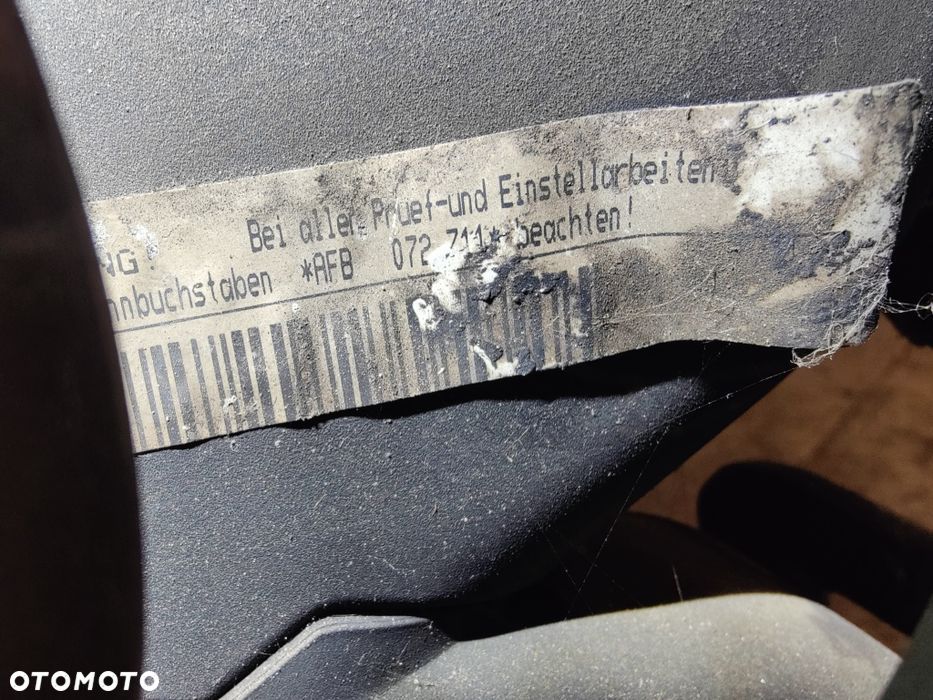 NG! Bei allen Pruef-und Einstellarbeiten
nnbuchstaben *AFB 072 711* beachten!
OTOMOTO